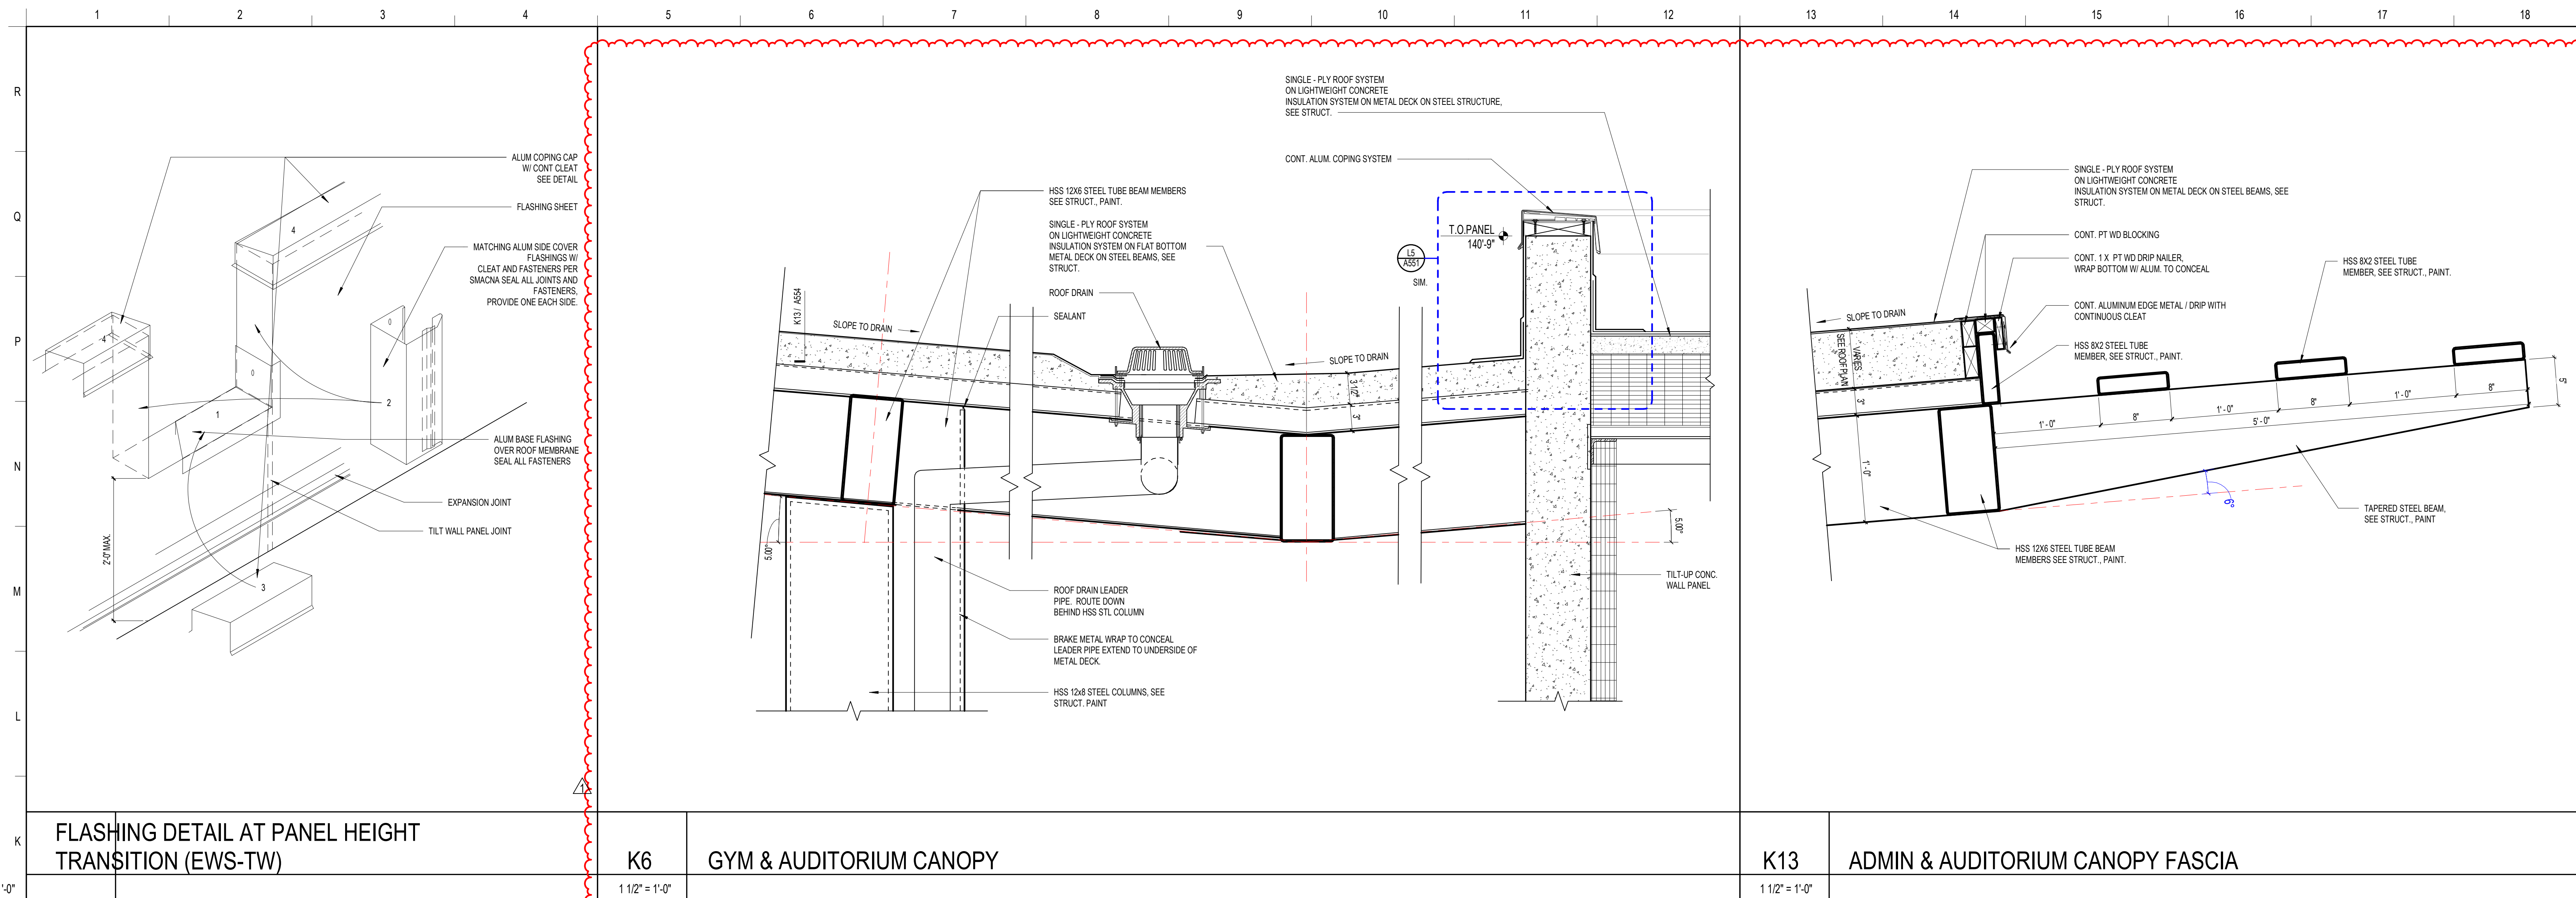 1 2 3 4 5 6 7 8 9 10 11 12 13 14 15 16 17 18
R
Q
P
N
M
L
K
ALUM COPING CAP
W/ CONT CLEAT
SEE DETAIL
FLASHING SHEET
MATCHING ALUM SIDE COVER
FLASHINGS W/
CLEAT AND FASTENERS PER
SMACNA SEAL ALL JOINTS AND
FASTENERS,
PROVIDE ONE EACH SIDE.
4
4
0
0
2
1
3
ALUM BASE FLASHING
OVER ROOF MEMBRANE
SEAL ALL FASTENERS
EXPANSION JOINT
TILT WALL PANEL JOINT
2'-0" MAX.
1
FLASHING DETAIL AT PANEL HEIGHT
TRANSITION (EWS-TW)
'-0"
SINGLE - PLY ROOF SYSTEM
ON LIGHTWEIGHT CONCRETE
INSULATION SYSTEM ON METAL DECK ON STEEL STRUCTURE,
SEE STRUCT.
CONT. ALUM. COPING SYSTEM
HSS 12X6 STEEL TUBE BEAM MEMBERS
SEE STRUCT., PAINT.
SINGLE - PLY ROOF SYSTEM
ON LIGHTWEIGHT CONCRETE
INSULATION SYSTEM ON FLAT BOTTOM
METAL DECK ON STEEL BEAMS, SEE
STRUCT.
ROOF DRAIN
SEALANT
T.O.PANEL
140'-9"
L5
A551
SIM.
K13 / A554
SLOPE TO DRAIN
SLOPE TO DRAIN
3 1/2"
3"
5.00°
5.00°
ROOF DRAIN LEADER
PIPE. ROUTE DOWN
BEHIND HSS STL COLUMN
BRAKE METAL WRAP TO CONCEAL
LEADER PIPE EXTEND TO UNDERSIDE OF
METAL DECK.
HSS 12x8 STEEL COLUMNS, SEE
STRUCT. PAINT
TILT-UP CONC.
WALL PANEL
K6
GYM & AUDITORIUM CANOPY
1 1/2" = 1'-0"
SINGLE - PLY ROOF SYSTEM
ON LIGHTWEIGHT CONCRETE
INSULATION SYSTEM ON METAL DECK ON STEEL BEAMS, SEE
STRUCT.
CONT. PT WD BLOCKING
CONT. 1 X PT WD DRIP NAILER,
WRAP BOTTOM W/ ALUM. TO CONCEAL
CONT. ALUMINUM EDGE METAL / DRIP WITH
CONTINUOUS CLEAT
HSS 8X2 STEEL TUBE
MEMBER, SEE STRUCT., PAINT.
HSS 8X2 STEEL TUBE
MEMBER, SEE STRUCT., PAINT.
SLOPE TO DRAIN
VARIES
SEE ROOF PLAN
3"
1'-0"
1'-0"
8"
1'-0"
8"
1'-0"
8"
5'-0"
5"
6°
TAPERED STEEL BEAM,
SEE STRUCT., PAINT
HSS 12X6 STEEL TUBE BEAM
MEMBERS SEE STRUCT., PAINT.
K13
ADMIN & AUDITORIUM CANOPY FASCIA
1 1/2" = 1'-0"